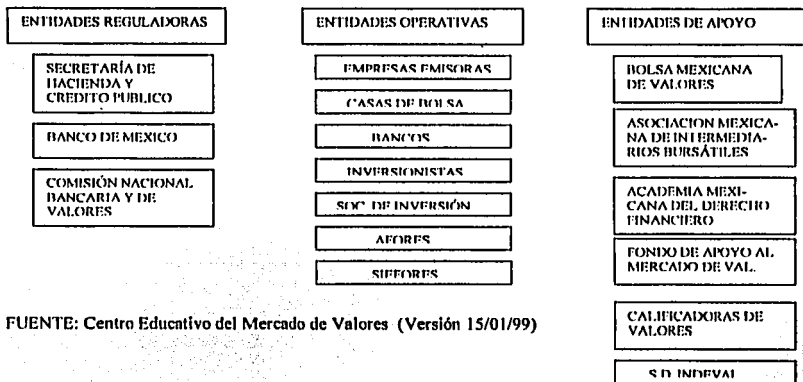 ENTIDADES REGULADORAS
SECRETARÍA DE
HACIENDA Y
CREDITO PUBLICO
BANCO DE MEXICO
COMISIÓN NACIONAL
BANCARIA Y DE
VALORES
ENTIDADES OPERATIVAS
EMPRESAS EMISORAS
CASAS DE BOLSA
BANCOS
INVERSIONISTAS
SOC. DE INVERSIÓN
AFORES
SIEFORES
ENTIDADES DE APOYO
BOLSA MEXICANA
DE VALORES
ASOCIACION MEXICA-
NA DE INTERMEDIA-
RIOS BURSÁTILES
ACADEMIA MEXI-
CANA DEL DERECHO
FINANCIERO
FONDO DE APOYO AL
MERCADO DE VAL.
CALIFICADORAS DE
VALORES
S.D. INDEVAL
FUENTE: Centro Educativo del Mercado de Valores (Versión 15/01/99)